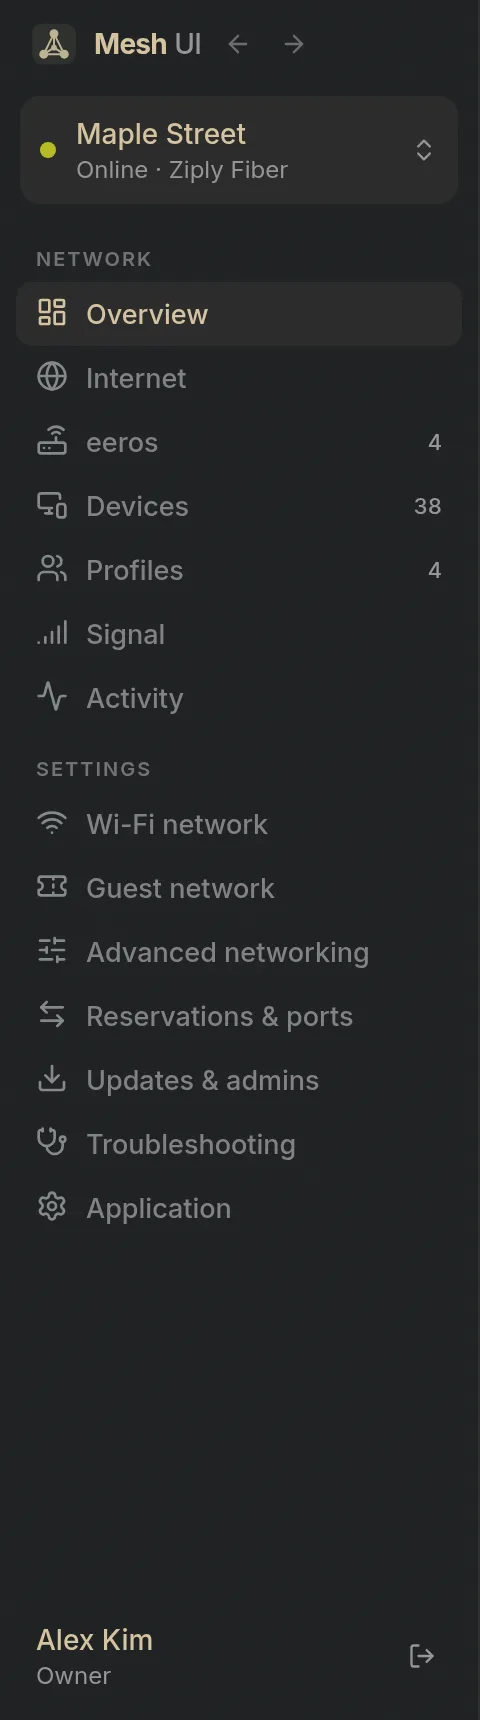 Mesh UI
Maple Street
Online · Ziply Fiber
NETWORK
Overview
Internet
eeros 4
Devices 38
Profiles 4
Signal
Activity
SETTINGS
Wi-Fi network
Guest network
Advanced networking
Reservations & ports
Updates & admins
Troubleshooting
Application
Alex Kim
Owner